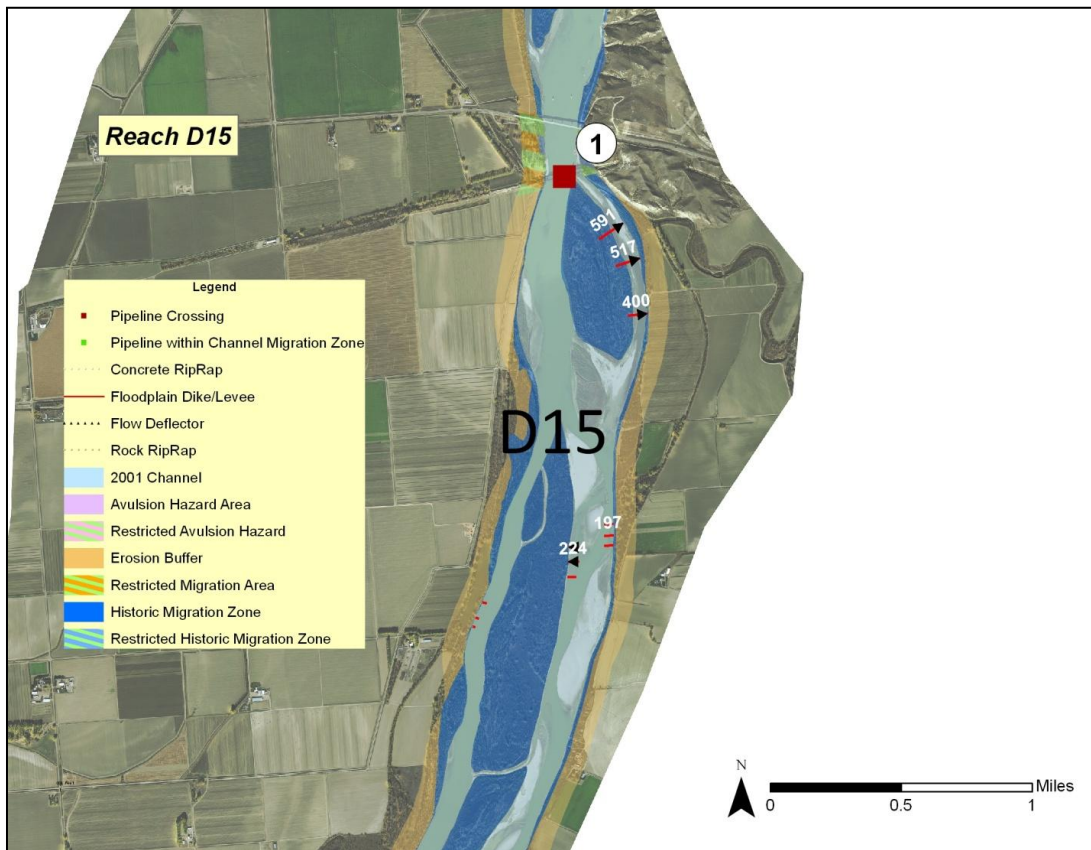 Reach D15
1
591
517
400
Legend
Pipeline Crossing
Pipeline within Channel Migration Zone
Concrete RipRap
Floodplain Dike/Levee
Flow Deflector
Rock RipRap
2001 Channel
Avulsion Hazard Area
Restricted Avulsion Hazard
Erosion Buffer
Restricted Migration Area
Historic Migration Zone
Restricted Historic Migration Zone
D15
197
224
N
Miles
0 0.5 1